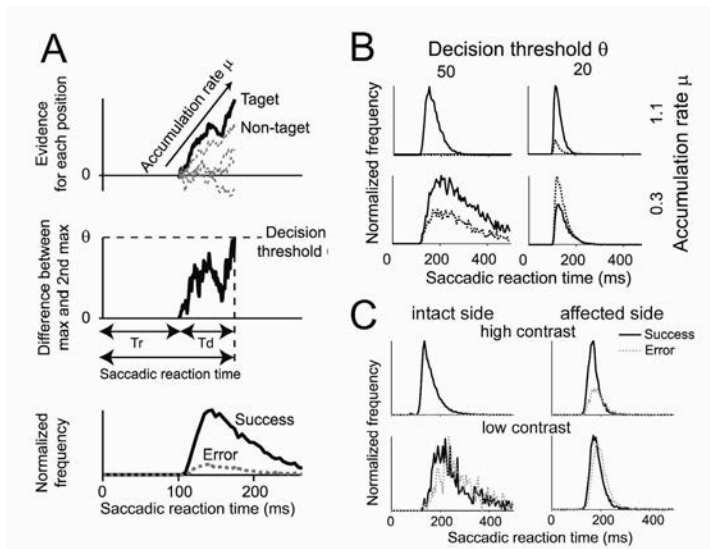 A
Accumulation rate μ
Taget
Non-taget
Evidence
for each position
0
θ
Decision
threshold
Difference between
max and 2nd max
0
Tr
Td
Saccadic reaction time
Normalized
frequency
Success
Error
0
100
200
Saccadic reaction time (ms)
B
Decision threshold θ
50
20
Normalized frequency
1.1
0.3
Accumulation rate μ
0
200
400
0
200
400
Saccadic reaction time (ms)
C
intact side
affected side
high contrast
Success
Error
Normalized frequency
low contrast
0
200
400
0
200
400
Saccadic reaction time (ms)